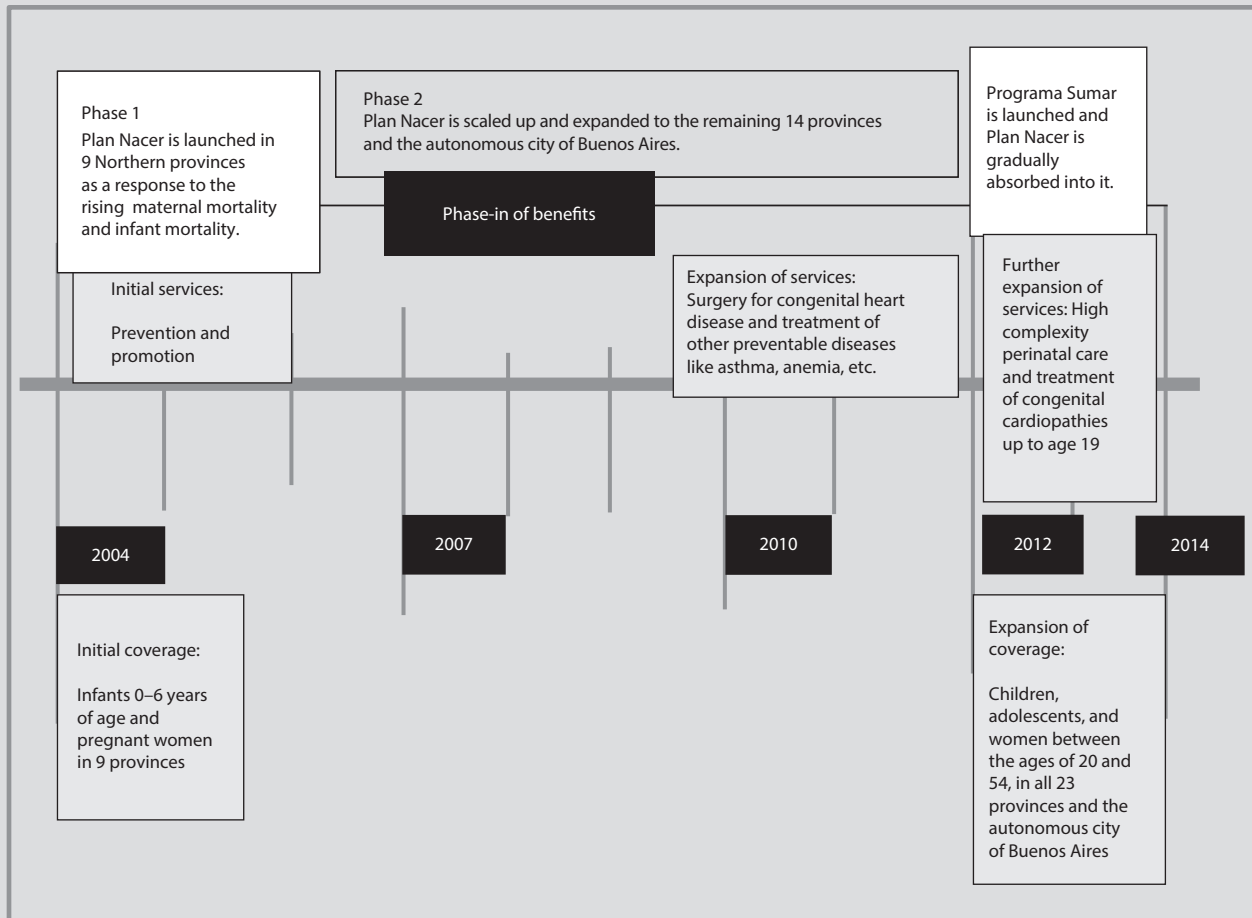 Phase 1
Plan Nacer is launched in
9 Northern provinces
as a response to the
rising maternal mortality
and infant mortality.
Phase 2
Plan Nacer is scaled up and expanded to the remaining 14 provinces
and the autonomous city of Buenos Aires.
Programa Sumar
is launched and
Plan Nacer is
gradually
absorbed into it.
Phase-in of benefits
Initial services:
Prevention and
promotion
Expansion of services:
Surgery for congenital heart
disease and treatment of
other preventable diseases
like asthma, anemia, etc.
Further
expansion of
services: High
complexity
perinatal care
and treatment
of congenital
cardiopathies
up to age 19
2004
2007
2010
2012
2014
Initial coverage:
Infants 0–6 years
of age and
pregnant women
in 9 provinces
Expansion of
coverage:
Children,
adolescents, and
women between
the ages of 20 and
54, in all 23
provinces and the
autonomous city
of Buenos Aires